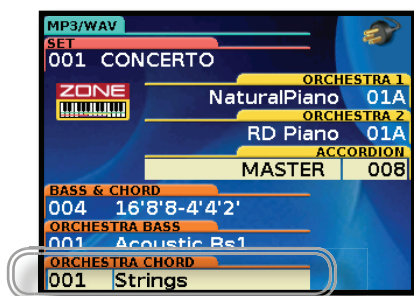 MP3/WAV
SET
001 CONCERTO
ZONE
ORCHESTRA 1
NaturalPiano 01A
ORCHESTRA 2
RD Piano 01A
ACCORDION
MASTER 008
BASS & CHORD
004 16'8'8-4'4'2'
ORCHESTRA BASS
001 Acoustic Bs1
ORCHESTRA CHORD
001 Strings